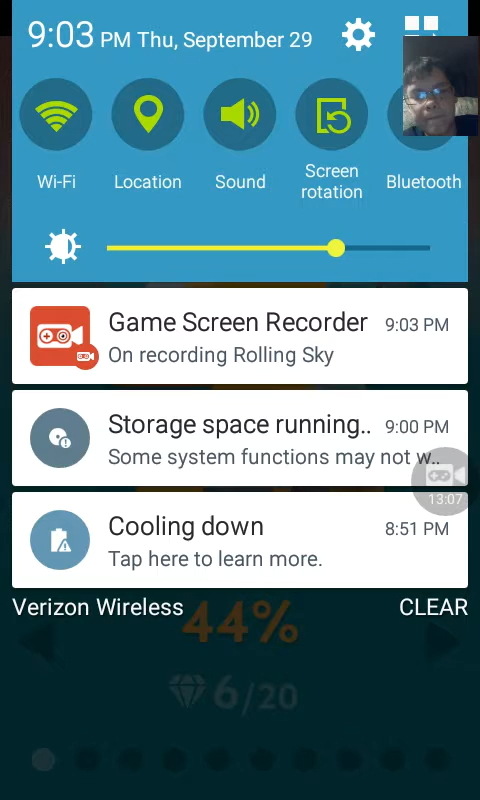 9:03 PM Thu, September 29
Wi-Fi
Location
Sound
Screen rotation
Bluetooth
Game Screen Recorder 9:03 PM
On recording Rolling Sky
Storage space running.. 9:00 PM
Some system functions may not w..
13:07
Cooling down 8:51 PM
Tap here to learn more.
Verizon Wireless CLEAR
44%
6/20